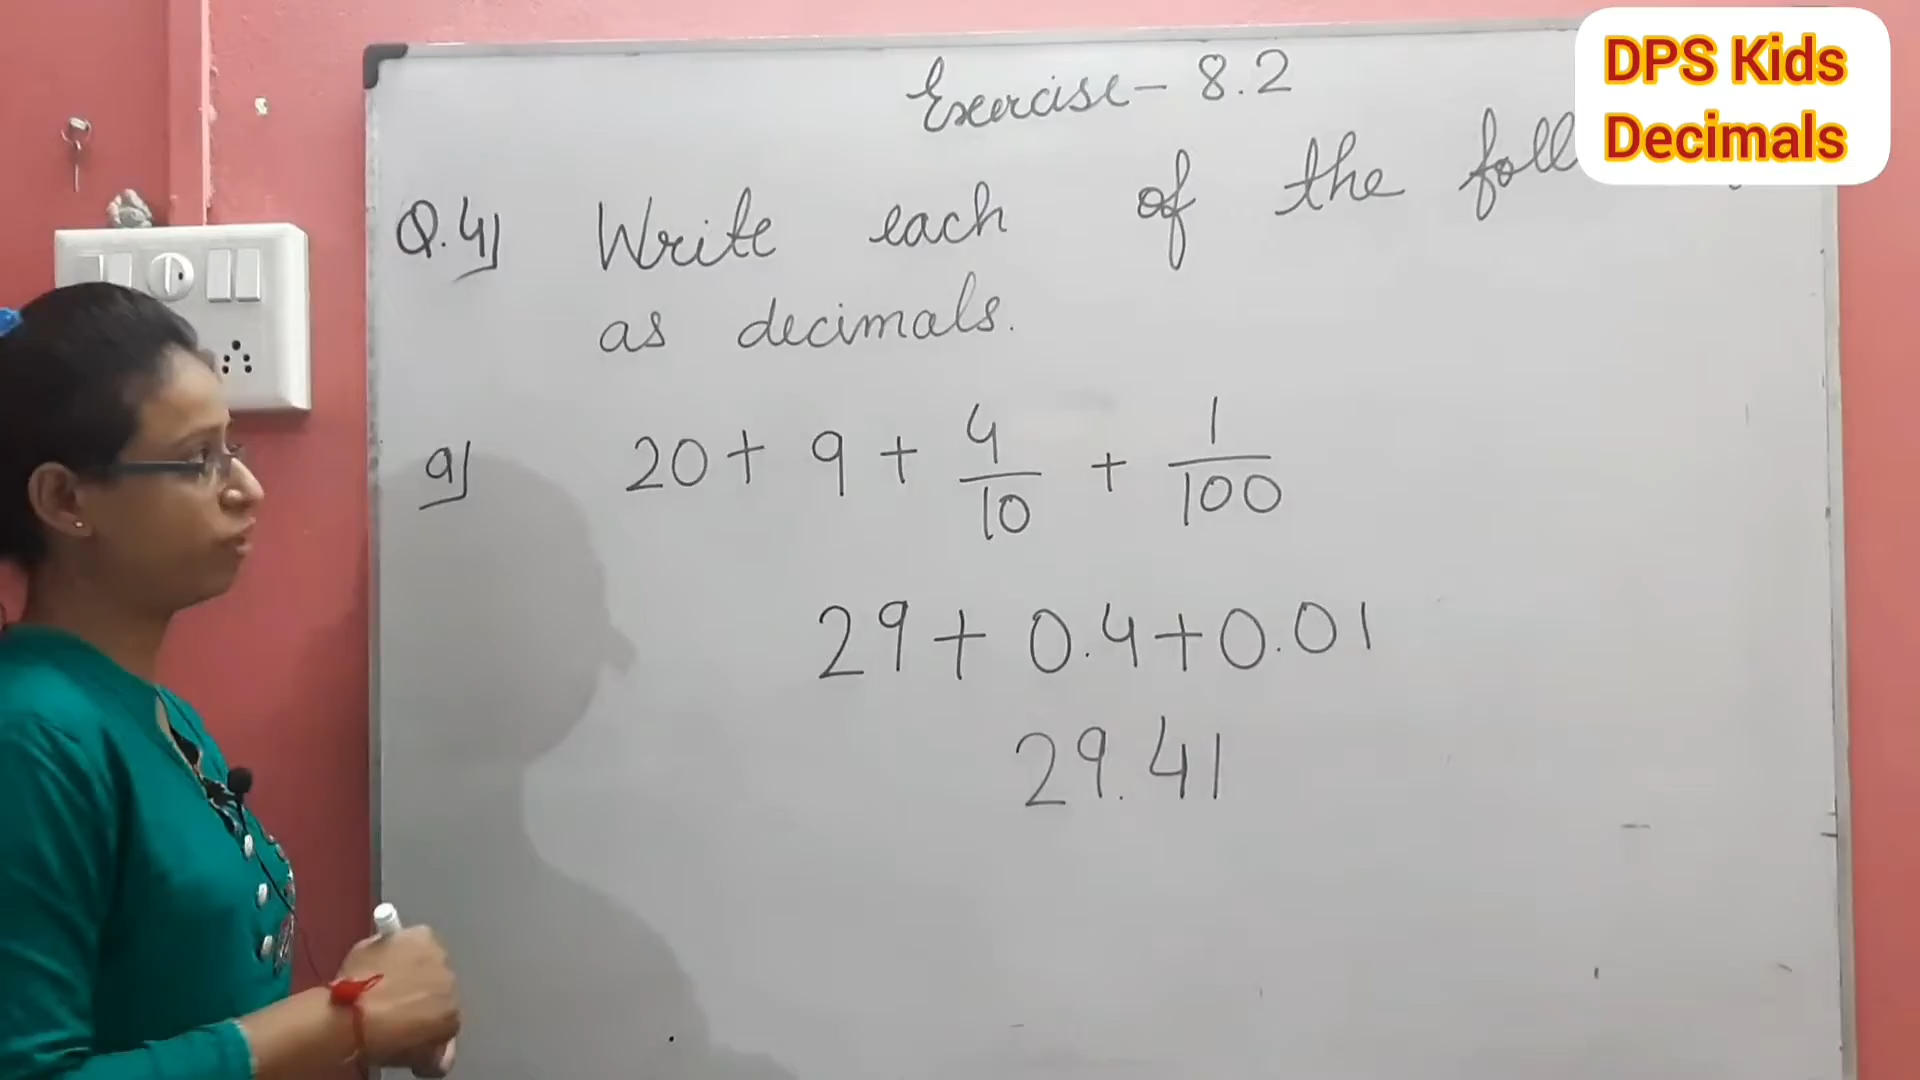 DPS Kids
Decimals
Exercise - 8.2
Q.4) Write each of the foll
as decimals.
a) 20 + 9 + 4/10 + 1/100
29 + 0.4 + 0.01
29.41